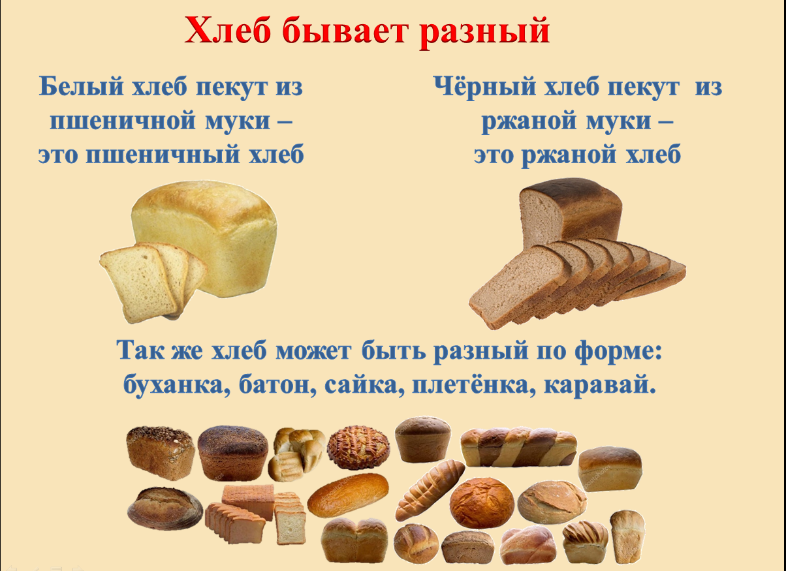 Хлеб бывает разный
Белый хлеб пекут из
пшеничной муки –
это пшеничный хлеб
Чёрный хлеб пекут из
ржаной муки –
это ржаной хлеб
Так же хлеб может быть разный по форме:
буханка, батон, сайка, плетёнка, каравай.